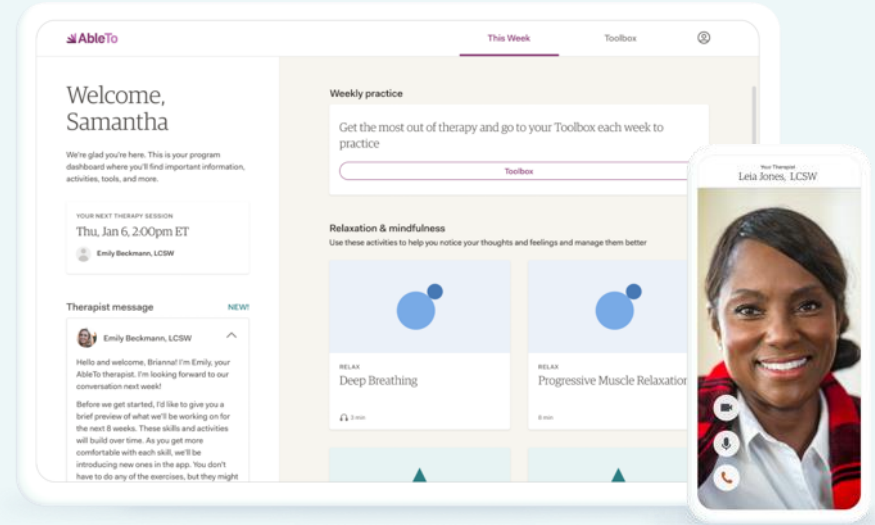 AbleTo
This Week
Toolbox
Welcome,
Samantha
We're glad you're here. This is your program
dashboard where you'll find important information,
activities, tools, and more.
YOUR NEXT THERAPY SESSION
Thu, Jan 6, 2:00pm ET
Emily Beckmann, LCSW
Therapist message
NEW!
Emily Beckmann, LCSW
Hello and welcome, Brianna! I'm Emily, your
AbleTo therapist. I'm looking forward to our
conversation next week!
Before we get started, I'd like to give you a
brief preview of what we'll be working on for
the next 8 weeks. These skills and activities
will build over time. As you get more
comfortable with each skill, we'll be
introducing new ones in the app. You don't
have to do any of the exercises, but they might
Weekly practice
Get the most out of therapy and go to your Toolbox each week to
practice
Toolbox
Relaxation & mindfulness
Use these activities to help you notice your thoughts and feelings and manage them better
RELAX
Deep Breathing
3 min
RELAX
Progressive Muscle Relaxation
8 min
Your Therapist
Leia Jones, LCSW